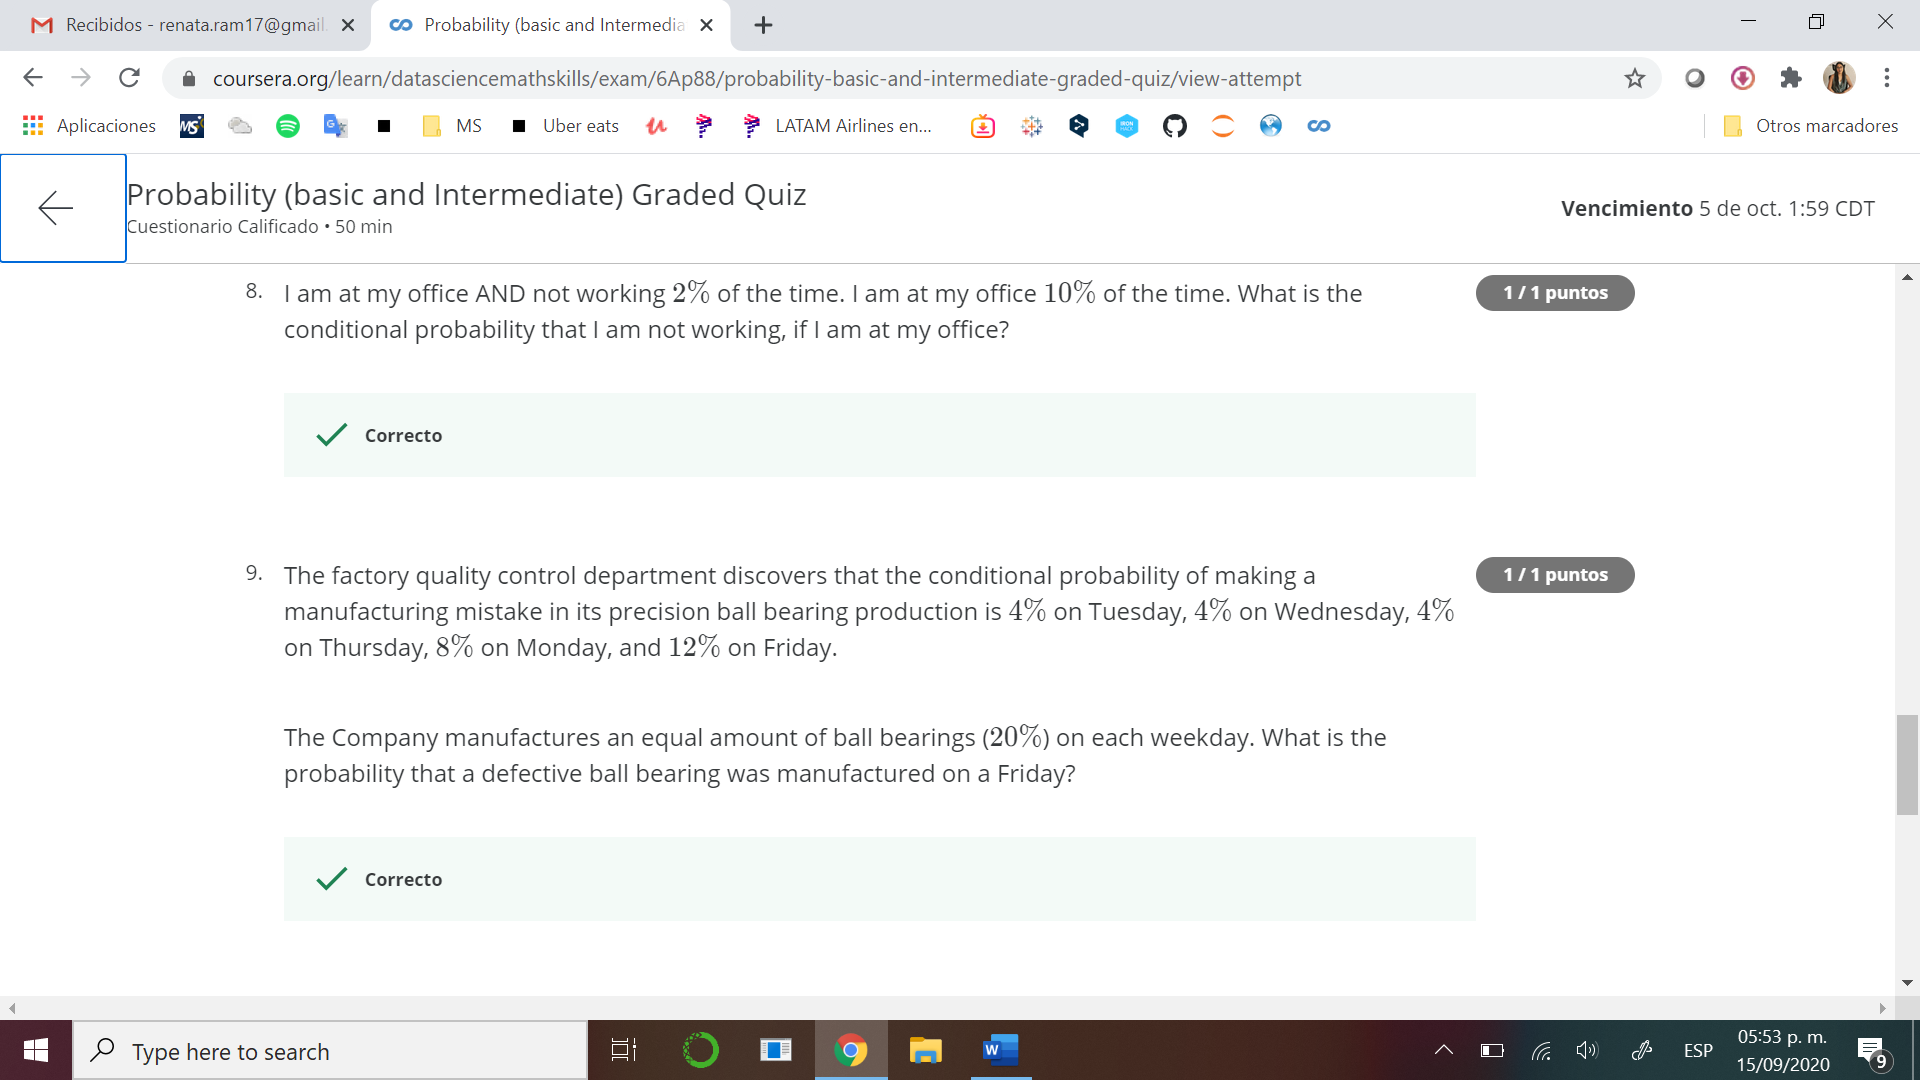 Recibidos - renata.ram17@gmail.
Probability (basic and Intermedia
coursera.org/learn/datasciencemathskills/exam/6Ap88/probability-basic-and-intermediate-graded-quiz/view-attempt
Aplicaciones
MS
MS
Uber eats
LATAM Airlines en...
Otros marcadores
Probability (basic and Intermediate) Graded Quiz
Cuestionario Calificado • 50 min
Vencimiento 5 de oct. 1:59 CDT
8. I am at my office AND not working 2% of the time. I am at my office 10% of the time. What is the
conditional probability that I am not working, if I am at my office?
1 / 1 puntos
Correcto
9. The factory quality control department discovers that the conditional probability of making a
manufacturing mistake in its precision ball bearing production is 4% on Tuesday, 4% on Wednesday, 4%
on Thursday, 8% on Monday, and 12% on Friday.
1 / 1 puntos
The Company manufactures an equal amount of ball bearings (20%) on each weekday. What is the
probability that a defective ball bearing was manufactured on a Friday?
Correcto
Type here to search
W
ESP
05:53 p. m.
15/09/2020
9